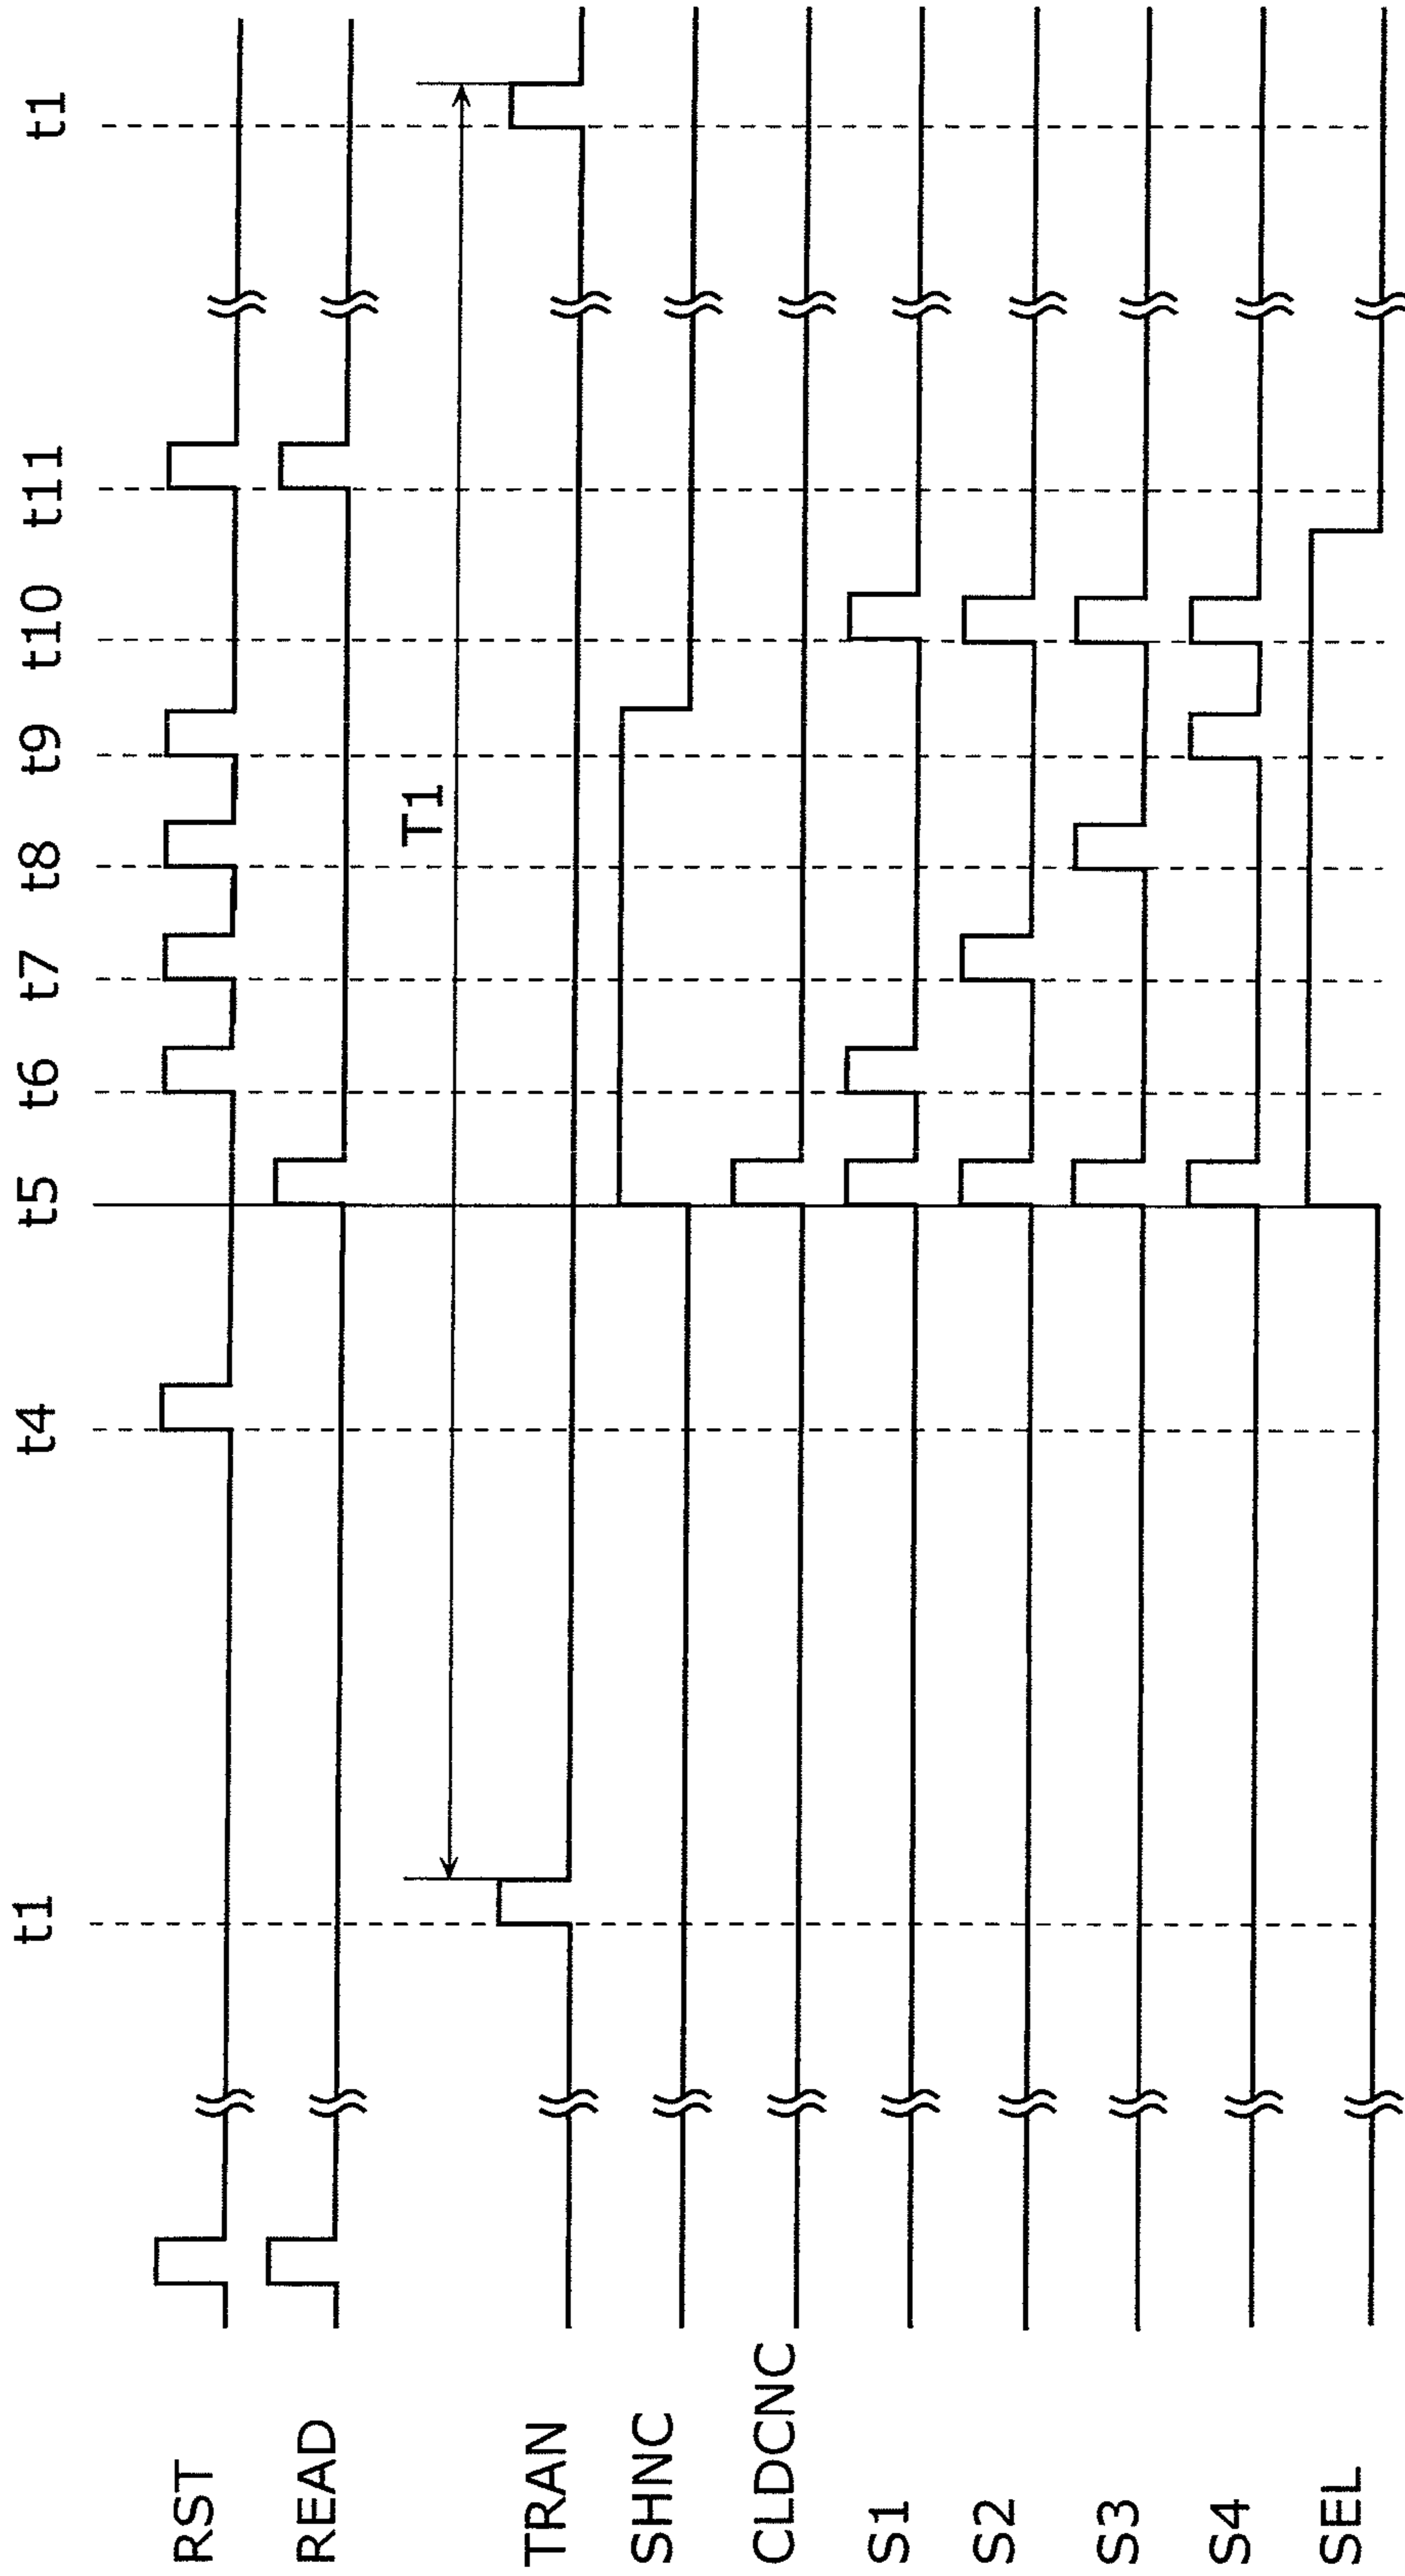 t1 t4 t5 t6 t7 t8 t9 t10 t11 t1
RST
READ
T1
TRAN
SHNC
CLDCNC
S1
S2
S3
S4
SEL